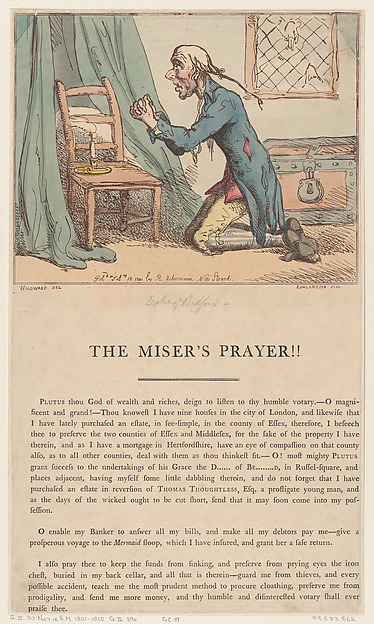 Pubd Feby 10 1801 by R. Ackermann No 101 Strand.
WOODWARD DEL
ROWLANDSON SCUL
Duke of Bedford
THE MISER'S PRAYER!!
PLUTUS thou God of wealth and riches, deign to liſten to thy humble votary.—O magni-
ficent and grand!—Thou knoweſt I have nine houſes in the city of London, and likewiſe that
I have lately purchaſed an eſtate, in fee-ſimple, in the county of Eſſex, therefore, I beſeech
thee to preſerve the two counties of Eſſex and Middleſex, for the ſake of the property I have
therein, and as I have a mortgage in Hertfordſhire, have an eye of compaſſion on that county
alſo, as to all other counties, deal with them as thou thinkeſt fit.—O! moſt mighty PLUTUS
grant ſucceſs to the undertakings of his Grace the D...... of BE.........D, in Ruſſel-ſquare, and
places adjacent, having myſelf ſome little dabbling therein, and do not forget that I have
purchaſed an eſtate in reverſion of THOMAS THOUGHTLESS, Eſq. a profligate young man, and
as the days of the wicked ought to be cut ſhort, ſend that it may ſoon come into my poſ-
ſeſſion.
O enable my Banker to anſwer all my bills, and make all my debtors pay me—give a
proſperous voyage to the Mermaid ſloop, which I have inſured, and grant her a ſafe return.
I alſo pray thee to keep the funds from ſinking, and preſerve from prying eyes the iron
cheſt, buried in my back cellar, and all that is therein—guard me from thieves, and every
poſſible accident, teach me the moſt prudent method to procure cloathing, preſerve me from
prodigality, and ſend me more money, and thy humble and diſintereſted votary ſhall ever
praiſe thee.
59.533.862